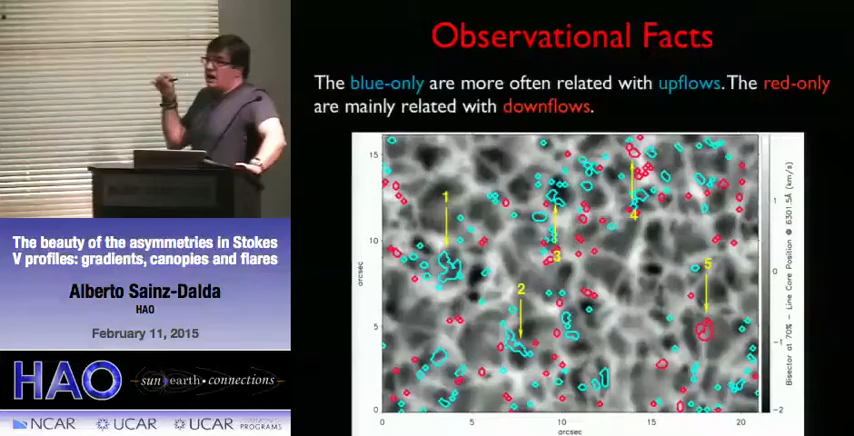 Observational Facts
The blue-only are more often related with upflows. The red-only
are mainly related with downflows.
The beauty of the asymmetries in Stokes
V profiles: gradients, canopies and flares
Alberto Sainz-Dalda
HAO
February 11, 2015
HAO
sun earth • connections
NCAR
UCAR
UCAR
PROGRAMS
15
10
5
0
arcsec
0
5
10
15
20
arcsec
1
2
3
4
5
1
0
−1
−2
Bisector at 70% − Line Core Position @ 6301.5Å (km/s)